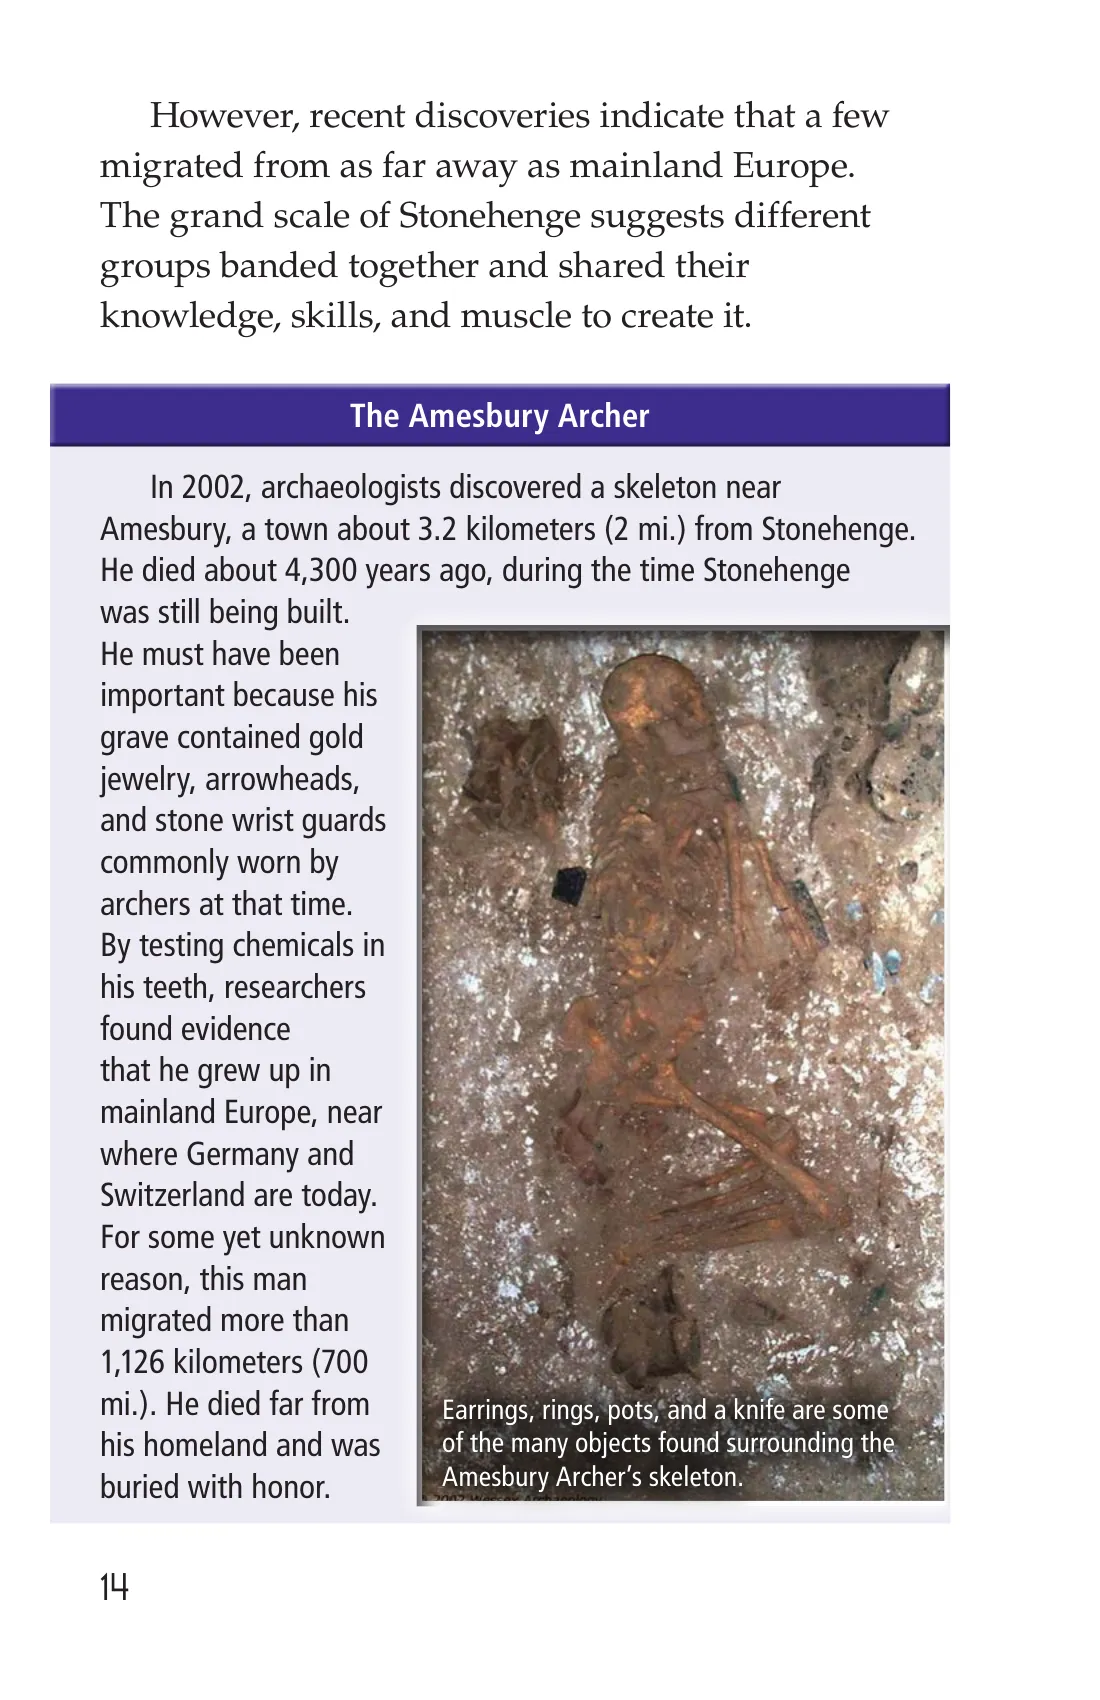 However, recent discoveries indicate that a few
migrated from as far away as mainland Europe.
The grand scale of Stonehenge suggests different
groups banded together and shared their
knowledge, skills, and muscle to create it.
The Amesbury Archer
In 2002, archaeologists discovered a skeleton near
Amesbury, a town about 3.2 kilometers (2 mi.) from Stonehenge.
He died about 4,300 years ago, during the time Stonehenge
was still being built.
He must have been
important because his
grave contained gold
jewelry, arrowheads,
and stone wrist guards
commonly worn by
archers at that time.
By testing chemicals in
his teeth, researchers
found evidence
that he grew up in
mainland Europe, near
where Germany and
Switzerland are today.
For some yet unknown
reason, this man
migrated more than
1,126 kilometers (700
mi.). He died far from
his homeland and was
buried with honor.
Earrings, rings, pots, and a knife are some
of the many objects found surrounding the
Amesbury Archer's skeleton.
2002 Wessex Archaeology
14